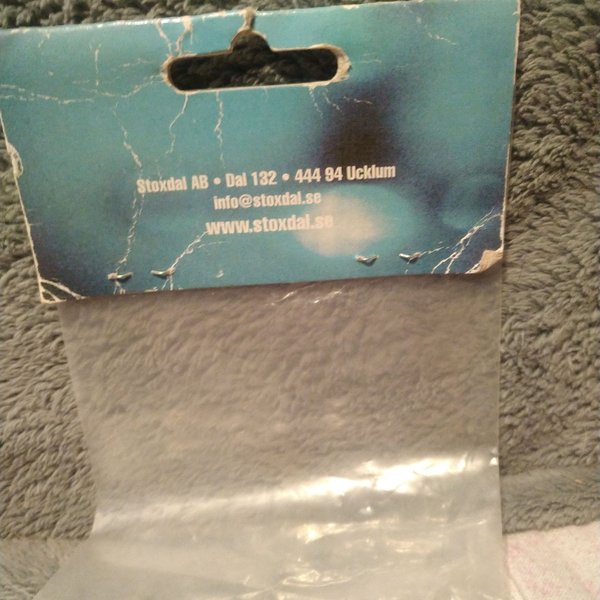 Stoxdal AB • Dal 132 • 444 94 Ucklum
info@stoxdal.se
www.stoxdal.se